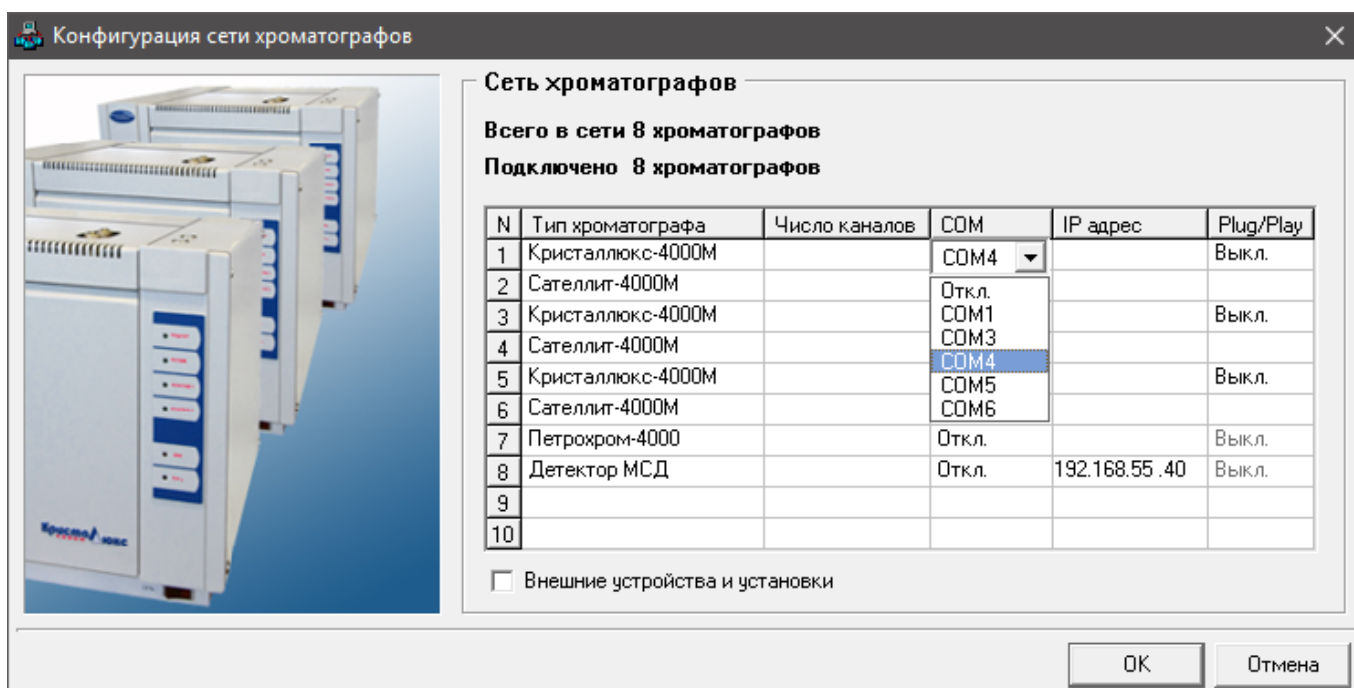 Конфигурация сети хроматографов
Сеть хроматографов
Всего в сети 8 хроматографов
Подключено 8 хроматографов
N Тип хроматографа Число каналов COM IP адрес Plug/Play
1 Кристаллюкс-4000М COM4 Выкл.
2 Сателлит-4000М Откл.
3 Кристаллюкс-4000М COM1 Выкл.
COM3
4 Сателлит-4000М COM4
5 Кристаллюкс-4000М COM5 Выкл.
6 Сателлит-4000М COM6
7 Петрохром-4000 Откл. Выкл.
8 Детектор МСД Откл. 192.168.55 .40 Выкл.
9
10
Внешние устройства и установки
OK Отмена